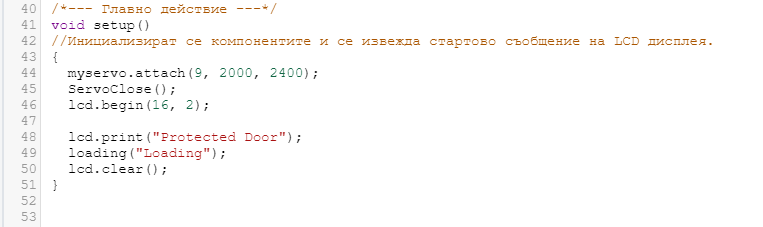 40 /*--- Главно действие ---*/
41 void setup()
42 //Инициализират се компонентите и се извежда стартово съобщение на LCD дисплея.
43 {
44   myservo.attach(9, 2000, 2400);
45   ServoClose();
46   lcd.begin(16, 2);
47
48   lcd.print("Protected Door");
49   loading("Loading");
50   lcd.clear();
51 }
52
53